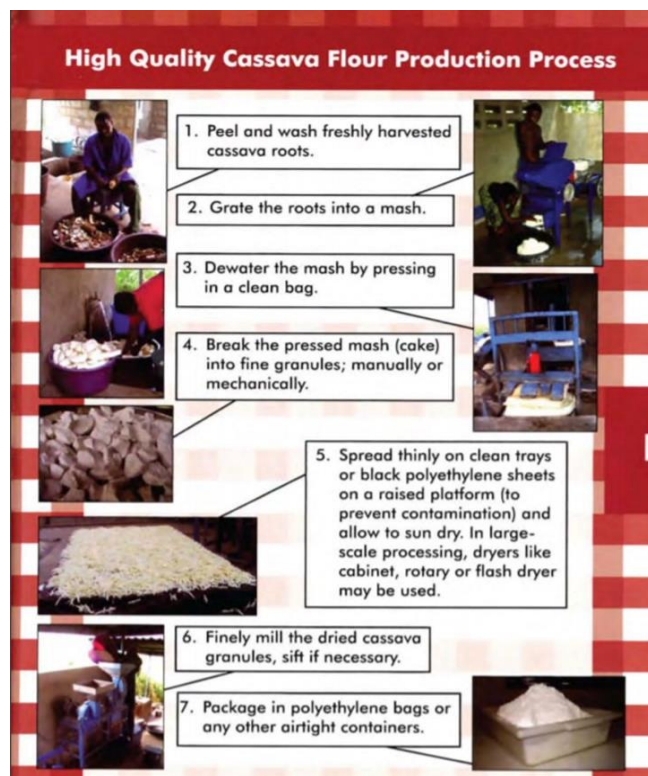 High Quality Cassava Flour Production Process
1. Peel and wash freshly harvested
cassava roots.
2. Grate the roots into a mash.
3. Dewater the mash by pressing
in a clean bag.
4. Break the pressed mash (cake)
into fine granules; manually or
mechanically.
5. Spread thinly on clean trays
or black polyethylene sheets
on a raised platform (to
prevent contamination) and
allow to sun dry. In large-
scale processing, dryers like
cabinet, rotary or flash dryer
may be used.
6. Finely mill the dried cassava
granules, sift if necessary.
7. Package in polyethylene bags or
any other airtight containers.